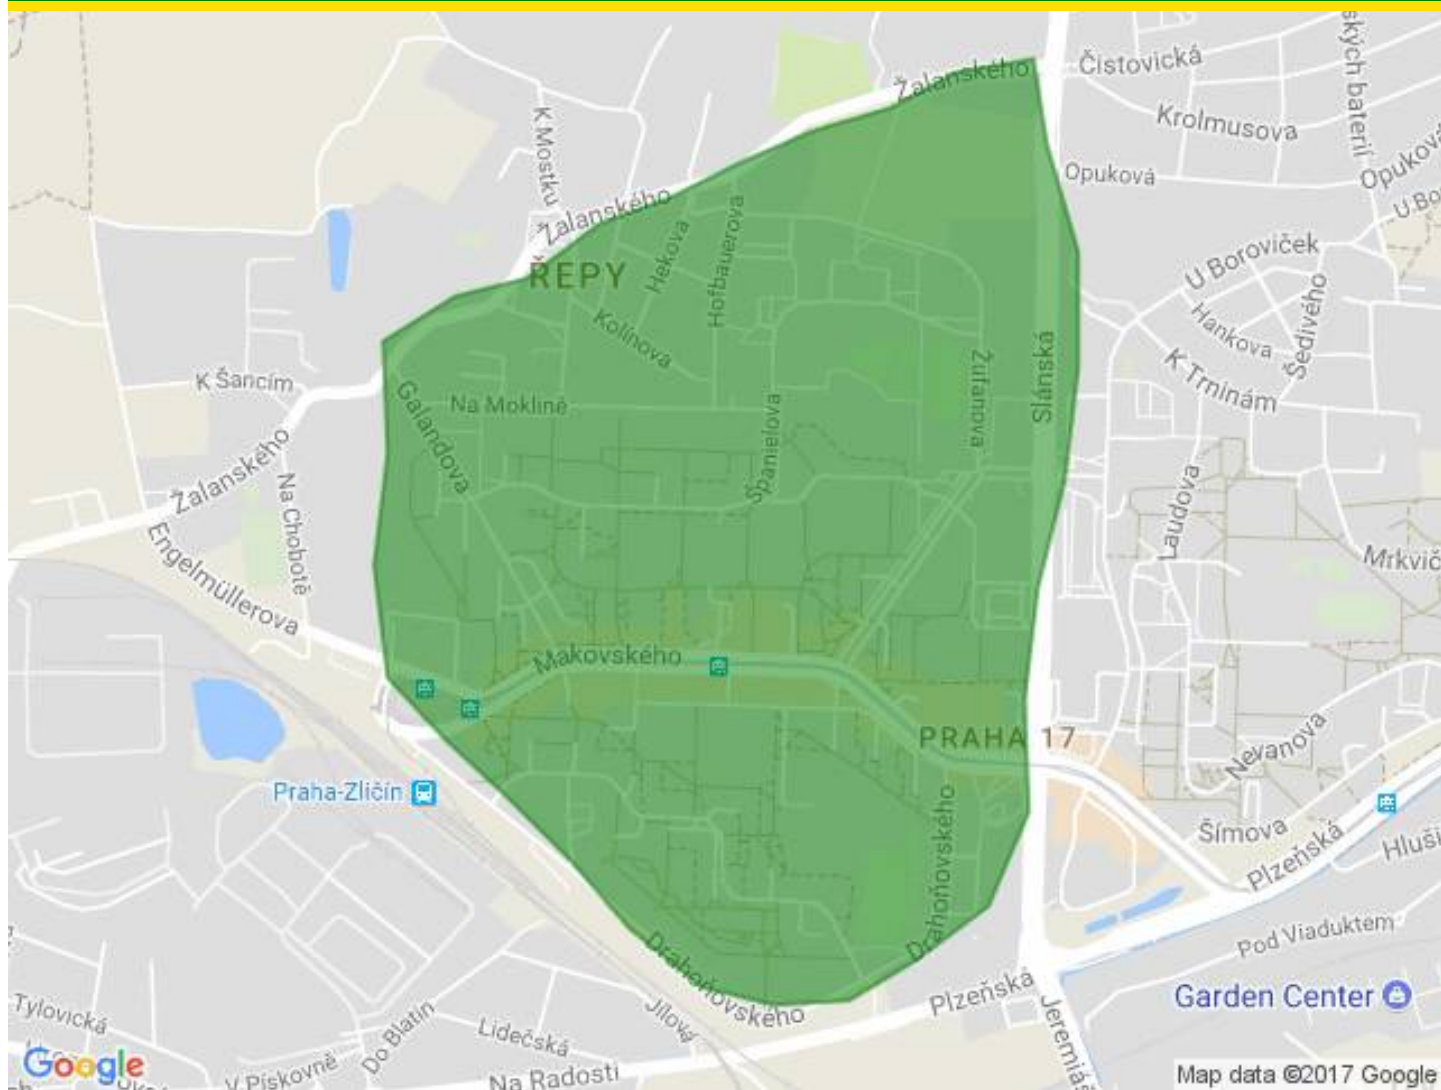 Žalanského
Čistovická
K Mostku
Krolmusova
ských baterií
Opuková
Opuková
U Bo
Žalanského
Hekova
Hofbauerova
ŘEPY
U Boroviček
Kolínova
Hankova
Šedivého
K Šancím
Galandova
Na Moklině
Žufanova
Slánská
K Trninám
Španielova
Žalanského
Na Chobotě
Laudova
Engelmüllerova
Mrkvič
Makovského
PRAHA 17
Nevanova
Praha-Zličín
Drahoňovského
Šímova
Plzeňská
Hluši
Drahoňovského
Pod Viaduktem
Plzeňská
Garden Center
Tylovická
Do Blatin
Lidečská
Jílová
Jeremiáš
Google
V Pískovně
Na Radosti
Map data ©2017 Google